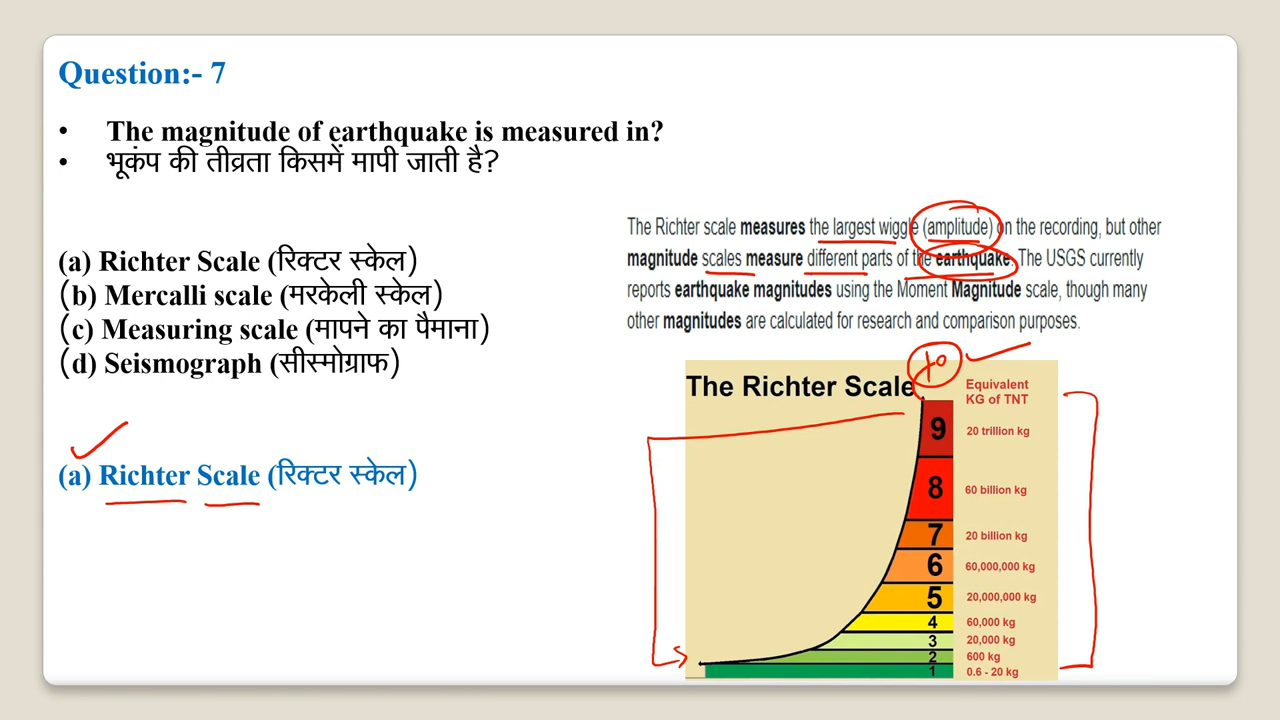 Question:- 7
• The magnitude of earthquake is measured in?
• भूकंप की तीव्रता किसमें मापी जाती है?
(a) Richter Scale (रिक्टर स्केल)
(b) Mercalli scale (मरकेली स्केल)
(c) Measuring scale (मापने का पैमाना)
(d) Seismograph (सीस्मोग्राफ)
(a) Richter Scale (रिक्टर स्केल)
The Richter scale measures the largest wiggle (amplitude) on the recording, but other
magnitude scales measure different parts of the earthquake. The USGS currently
reports earthquake magnitudes using the Moment Magnitude scale, though many
other magnitudes are calculated for research and comparison purposes.
10
The Richter Scale
Equivalent
KG of TNT
9 20 trillion kg
8 60 billion kg
7 20 billion kg
6 60,000,000 kg
5 20,000,000 kg
4 60,000 kg
3 20,000 kg
2 600 kg
1 0.6 - 20 kg